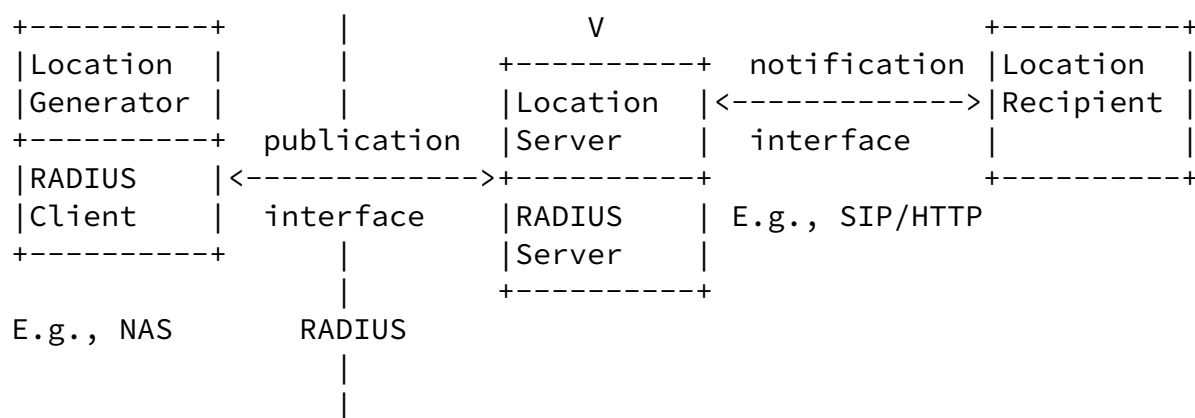 +----------+         |                V                   +----------+
|Location  |         |         +----------+  notification |Location  |
|Generator |         |         |Location  |<------------->|Recipient |
+----------+  publication  |Server    |  interface    |          |
|RADIUS    |<------------->+----------+               +----------+
|Client    |  interface    |RADIUS    | E.g., SIP/HTTP
+----------+         |         |Server    |
                     |         +----------+
E.g., NAS       RADIUS
                     |
                     |